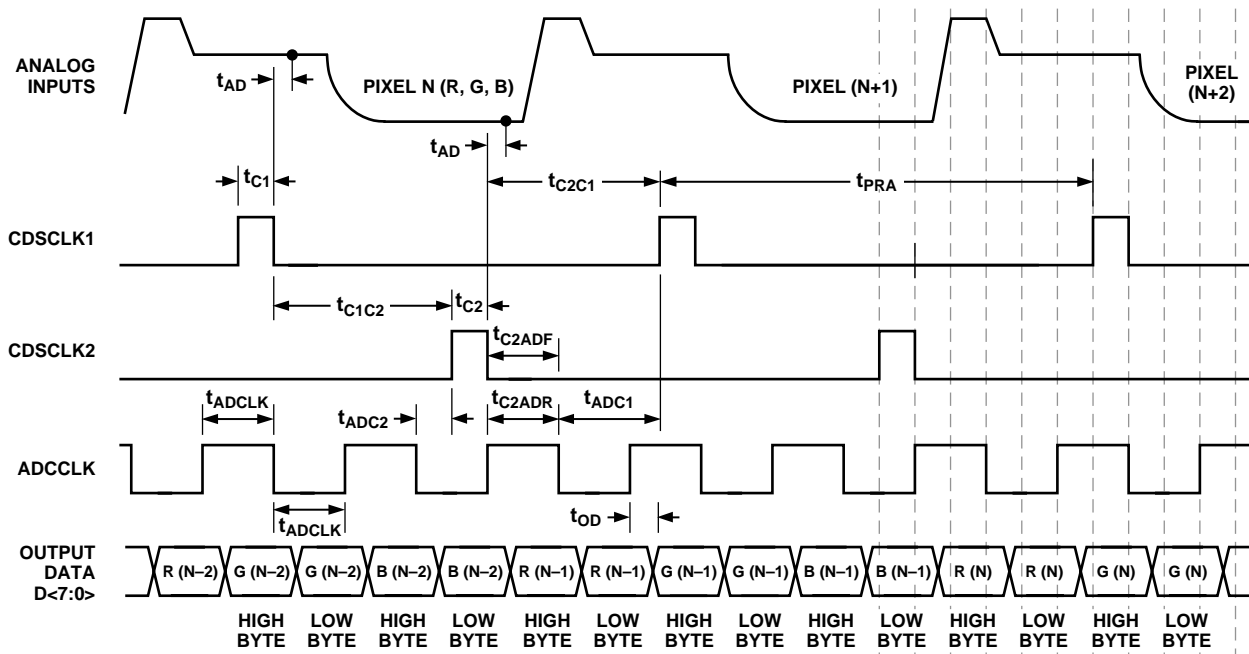 ANALOG
INPUTS
tAD
PIXEL N (R, G, B)
PIXEL (N+1)
PIXEL
(N+2)
tAD
tC1
tC2C1
tPRA
CDSCLK1
tC1C2
tC2
tC2ADF
CDSCLK2
tADCLK
tADC2
tC2ADR
tADC1
ADCCLK
tADCLK
tOD
OUTPUT
DATA
D<7:0>
R (N–2) G (N–2) G (N–2) B (N–2) B (N–2) R (N–1) R (N–1) G (N–1) G (N–1) B (N–1) B (N–1) R (N) R (N) G (N) G (N)
HIGH LOW HIGH LOW HIGH LOW HIGH LOW HIGH LOW HIGH LOW HIGH LOW
BYTE BYTE BYTE BYTE BYTE BYTE BYTE BYTE BYTE BYTE BYTE BYTE BYTE BYTE